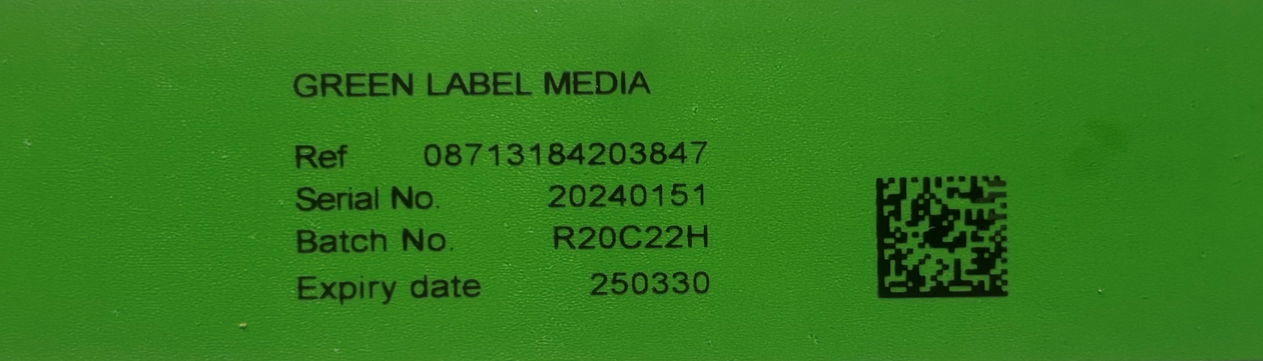 GREEN LABEL MEDIA
Ref 08713184203847
Serial No. 20240151
Batch No. R20C22H
Expiry date 250330